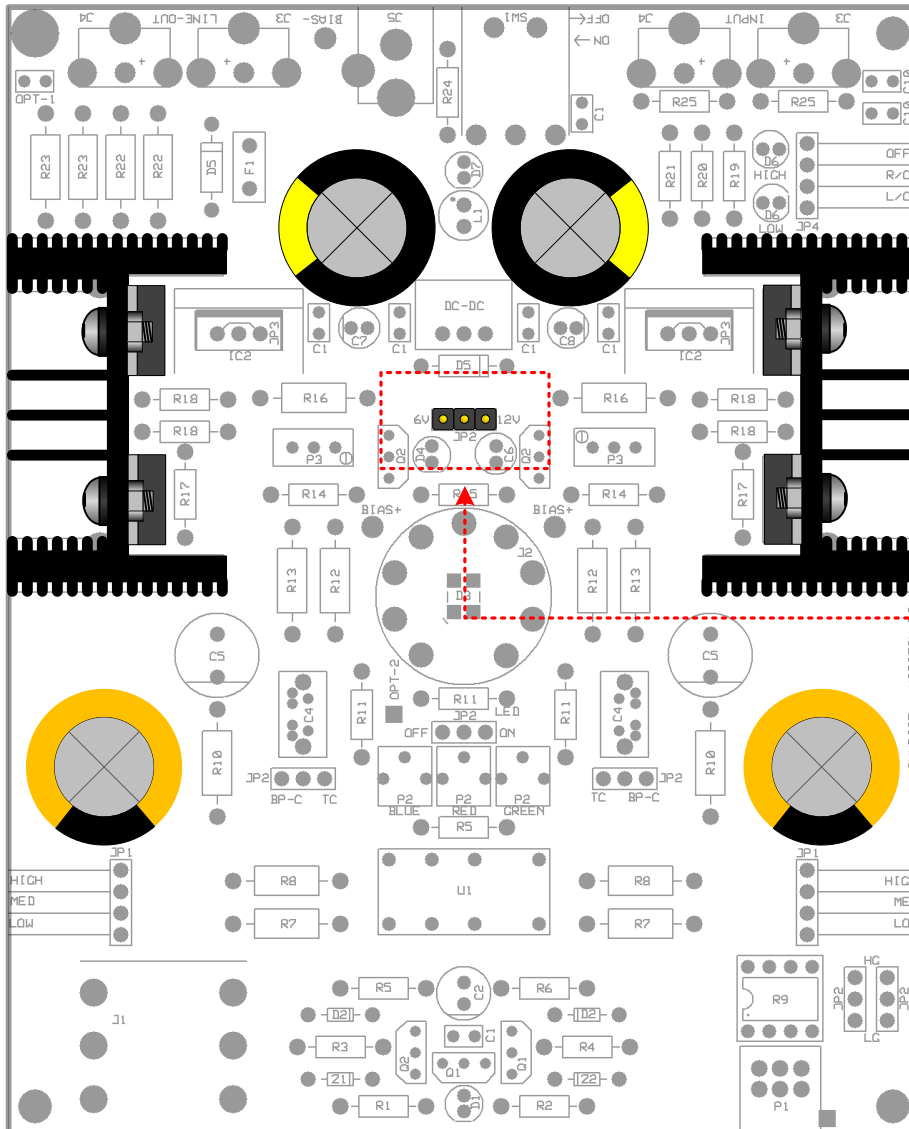 J4 LINE-OUT J3 BIAS- J5 SW1 OFF ON J4 INPUT J3
+ + + +
OPT-1 R24 C1 R25 R25 C10 C10
R23 R23 R22 R22 D5 F1 D7 L1 R21 R20 R19 D6 HIGH D6 LOW JP4
OFF
R/C
L/C
DC-DC
IC2 JP3 C1 C7 C1 C1 C8 C1 IC2 JP3
D5
R18 R16 R16 R18
6V JP2 12V
R18 P3 Q2 D4 C6 Q2 P3 R18
R17 R14 R15 R14 R17
BIAS+ BIAS+
J2
R13 R12 D3 R12 R13
C5 C5
OPT-2
C4 R11 R11 LED R11 C4
JP2
OFF ON
R10 R10
JP2 JP2
BP-C TC TC BP-C
P2 P2 P2
BLUE RED GREEN
R5
JP1 JP1
HIGH R8 U1 R8 HIG
MED ME
LOW R7 R7 LO
R5 C2 R6 R9 HG
JP2 JP2
LG
J1 D2 D2
R3 Q2 C1 Q1 R4
Q1
Z1 Z2
R1 D1 R2 P1